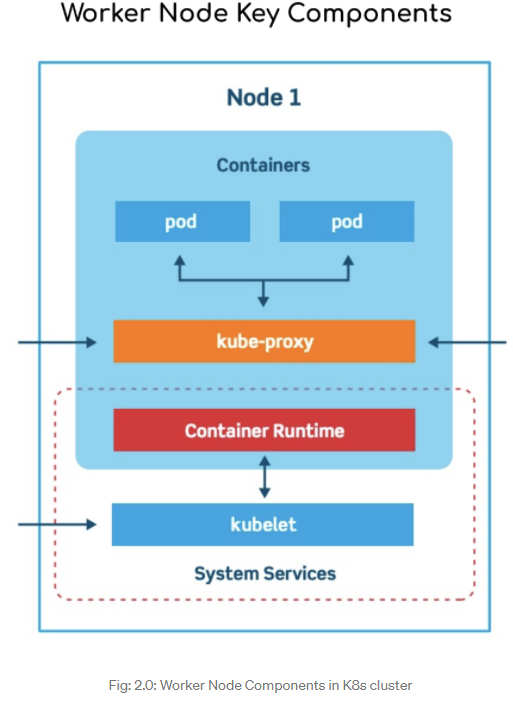 Worker Node Key Components
Node 1
Containers
pod
pod
kube-proxy
Container Runtime
kubelet
System Services
Fig: 2.0: Worker Node Components in K8s cluster